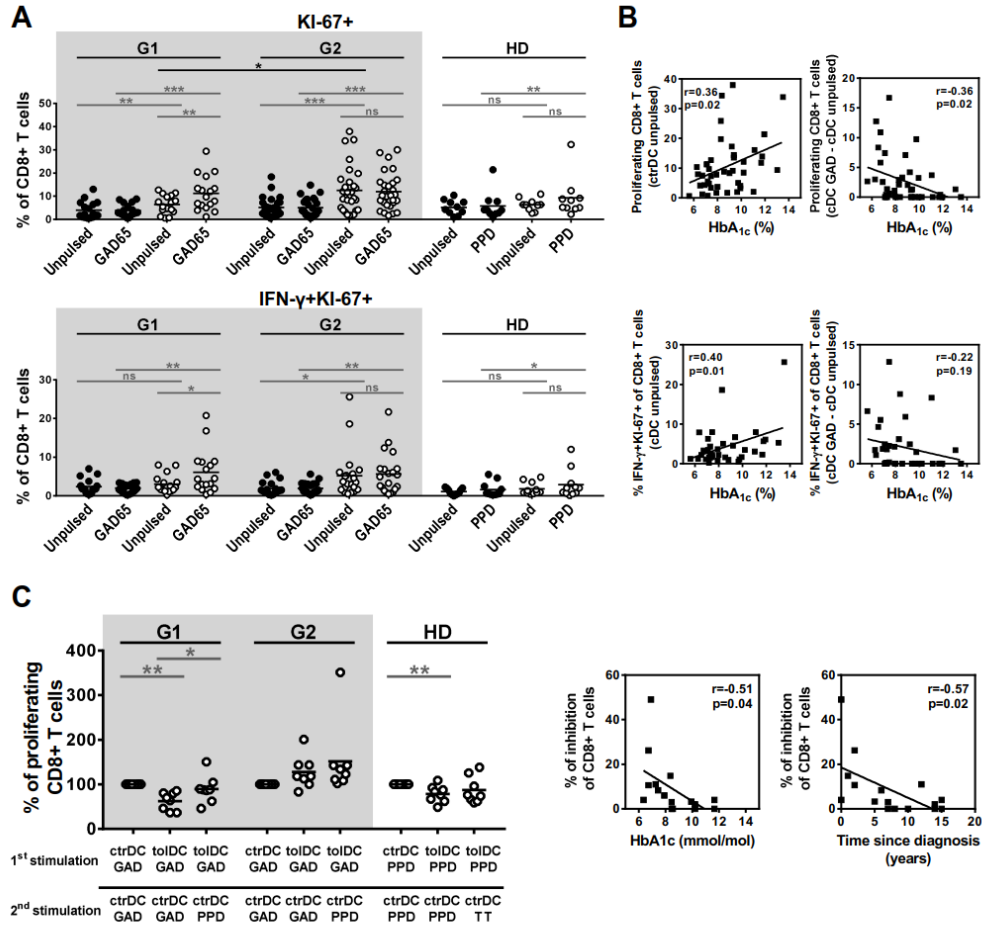 A
KI-67+
G1
G2
HD
*
***
***
**
**
***
ns
**
ns
ns
% of CD8+ T cells
50
40
30
20
10
0
Unpulsed
GAD65
Unpulsed
GAD65
Unpulsed
GAD65
Unpulsed
GAD65
Unpulsed
PPD
Unpulsed
PPD
IFN-γ+KI-67+
G1
G2
HD
**
**
*
ns
*
ns
*
ns
ns
% of CD8+ T cells
30
20
10
0
Unpulsed
GAD65
Unpulsed
GAD65
Unpulsed
GAD65
Unpulsed
GAD65
Unpulsed
PPD
Unpulsed
PPD
B
Proliferating CD8+ T cells
(ctrDC unpulsed)
40
30
20
10
0
r=0.36
p=0.02
6 8 10 12 14
HbA1c (%)
Proliferating CD8+ T cells
(cDC GAD - cDC unpulsed)
20
15
10
5
0
r=-0.36
p=0.02
6 8 10 12 14
HbA1c (%)
% IFN-γ+KI-67+ of CD8+ T cells
(cDC unpulsed)
30
20
10
0
r=0.40
p=0.01
6 8 10 12 14
HbA1c (%)
% IFN-γ+KI-67+ of CD8+ T cells
(cDC GAD - cDC unpulsed)
15
10
5
0
r=-0.22
p=0.19
6 8 10 12 14
HbA1c (%)
C
G1
G2
HD
*
**
**
% of proliferating
CD8+ T cells
400
300
200
100
0
1st stimulation
ctrDC tolDC tolDC ctrDC tolDC tolDC ctrDC tolDC tolDC
GAD GAD GAD GAD GAD GAD PPD PPD PPD
2nd stimulation
ctrDC ctrDC ctrDC ctrDC ctrDC ctrDC ctrDC ctrDC ctrDC
GAD GAD PPD GAD GAD PPD PPD PPD TT
% of inhibition
of CD8+ T cells
60
40
20
0
r=-0.51
p=0.04
6 8 10 12 14
HbA1c (mmol/mol)
% of inhibition
of CD8+ T cells
60
40
20
0
r=-0.57
p=0.02
0 5 10 15 20
Time since diagnosis
(years)